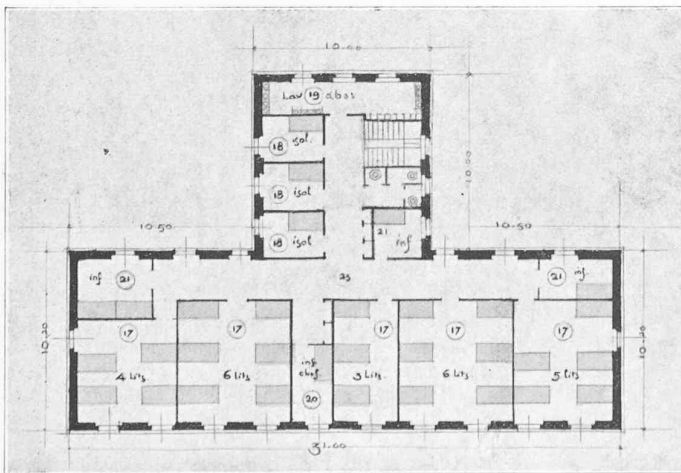 10.00
Lav 19 abos
18 isol.
18 isol
10.00
18 isol
21 inf
10.50
10.50
inf 21
23
21 inf.
17
17
17
17
17
10.20
10.20
inf chef
4 lits
6 lits
3 lits
6 lits
5 lits
20
31.00